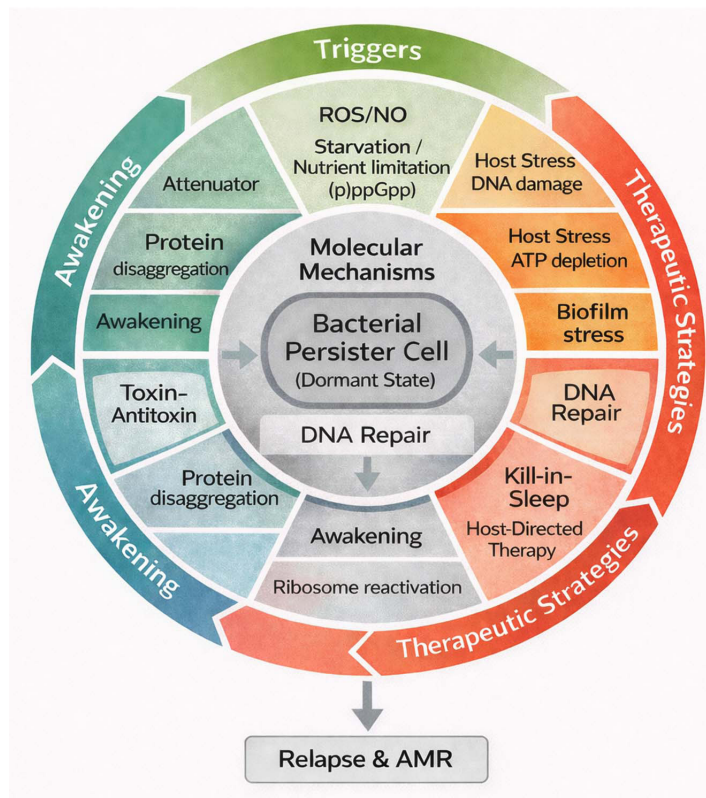 Triggers
ROS/NO
Starvation /
Nutrient limitation
(p)ppGpp)
Attenuator
Host Stress
DNA damage
Awakening
Therapeutic Strategies
Protein
disaggregation
Molecular
Mechanisms
Host Stress
ATP depletion
Awakening
Bacterial
Persister Cell
(Dormant State)
Biofilm
stress
Toxin-
Antitoxin
DNA Repair
DNA
Repair
Protein
disaggregation
Kill-in-
Sleep
Host-Directed
Therapy
Awakening
Awakening
Ribosome reactivation
Therapeutic Strategies
Relapse & AMR